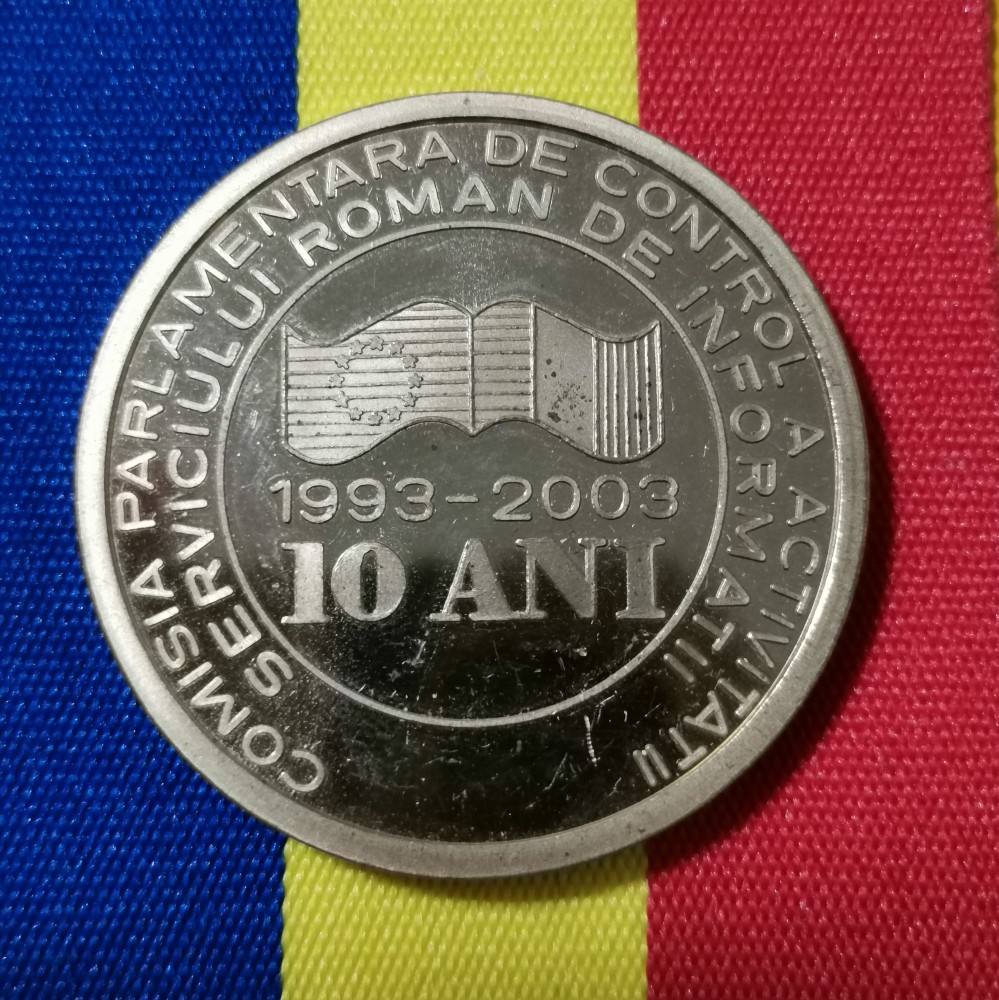 COMISIA PARLAMENTARA DE CONTROL A ACTIVITATII
SERVICIULUI ROMAN DE INFORMATII
1993-2003
10 ANI